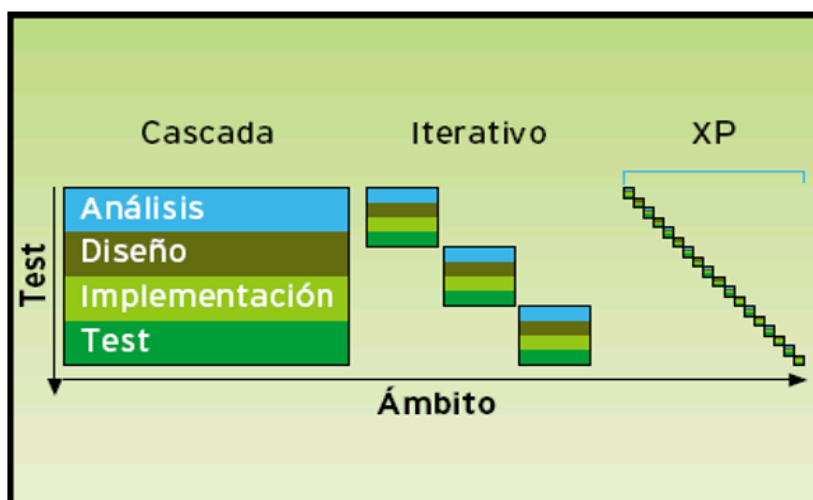 Cascada
Iterativo
XP
Análisis
Diseño
Implementación
Test
Test
Ámbito